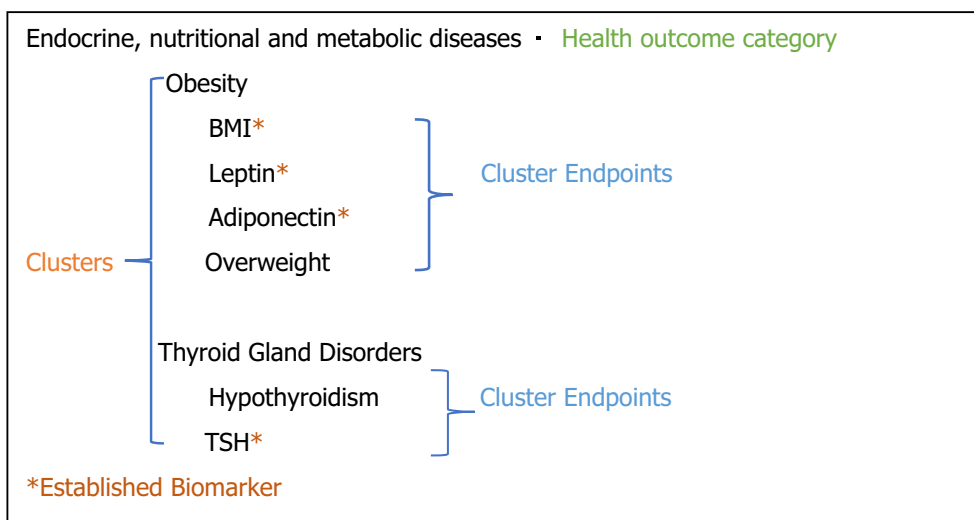 Endocrine, nutritional and metabolic diseases · Health outcome category
Obesity
BMI*
Leptin* Cluster Endpoints
Adiponectin*
Clusters Overweight
Thyroid Gland Disorders
Hypothyroidism Cluster Endpoints
TSH*
*Established Biomarker